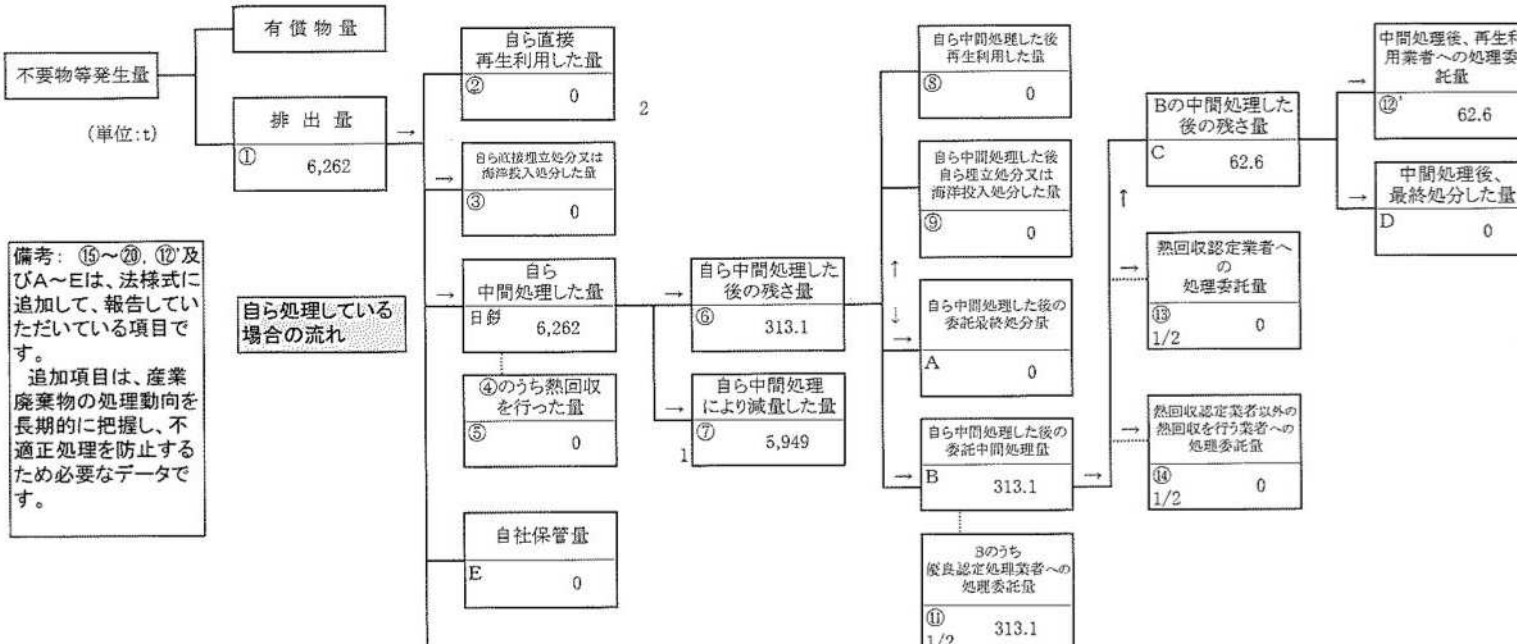 不要物等発生量
(単位:t)
有償物量
排出量
①
6,262
→
備考: ⑮～⑳, ⑫'及
びA～Eは、法様式に
追加して、報告してい
ただいている項目で
す。
追加項目は、産業
廃棄物の処理動向を
長期的に把握し、不
適正処理を防止する
ため必要なデータで
す。
自ら処理している
場合の流れ
自ら直接
再生利用した量
②
0
2
→
自ら直接埋立処分又は
海洋投入処分した量
③
0
→
自ら
中間処理した量
6,262
④のうち熱回収
を行った量
⑤
0
自社保管量
E
0
→
自ら中間処理した
後の残さ量
⑥
313.1
→
自ら中間処理
により減量した量
⑦
5,949
1
自ら中間処理した後
再生利用した量
⑧
0
自ら中間処理した後
自ら埋立処分又は
海洋投入処分した量
⑨
0
↑
↓
→
自ら中間処理した後の
委託最終処分量
A
0
→
自ら中間処理した後の
委託中間処理量
B
313.1
→
Bのうち
優良認定処理業者への
処理委託量
⑪
1/2
313.1
Bの中間処理した
後の残さ量
C
62.6
↑
→
熱回収認定業者へ
の
処理委託量
⑬
1/2
0
→
熱回収認定業者以外の
熱回収を行う業者への
処理委託量
⑭
1/2
0
→
中間処理後、再生利
用業者への処理委
託量
⑫'
62.6
→
中間処理後、
最終処分した量
D
0